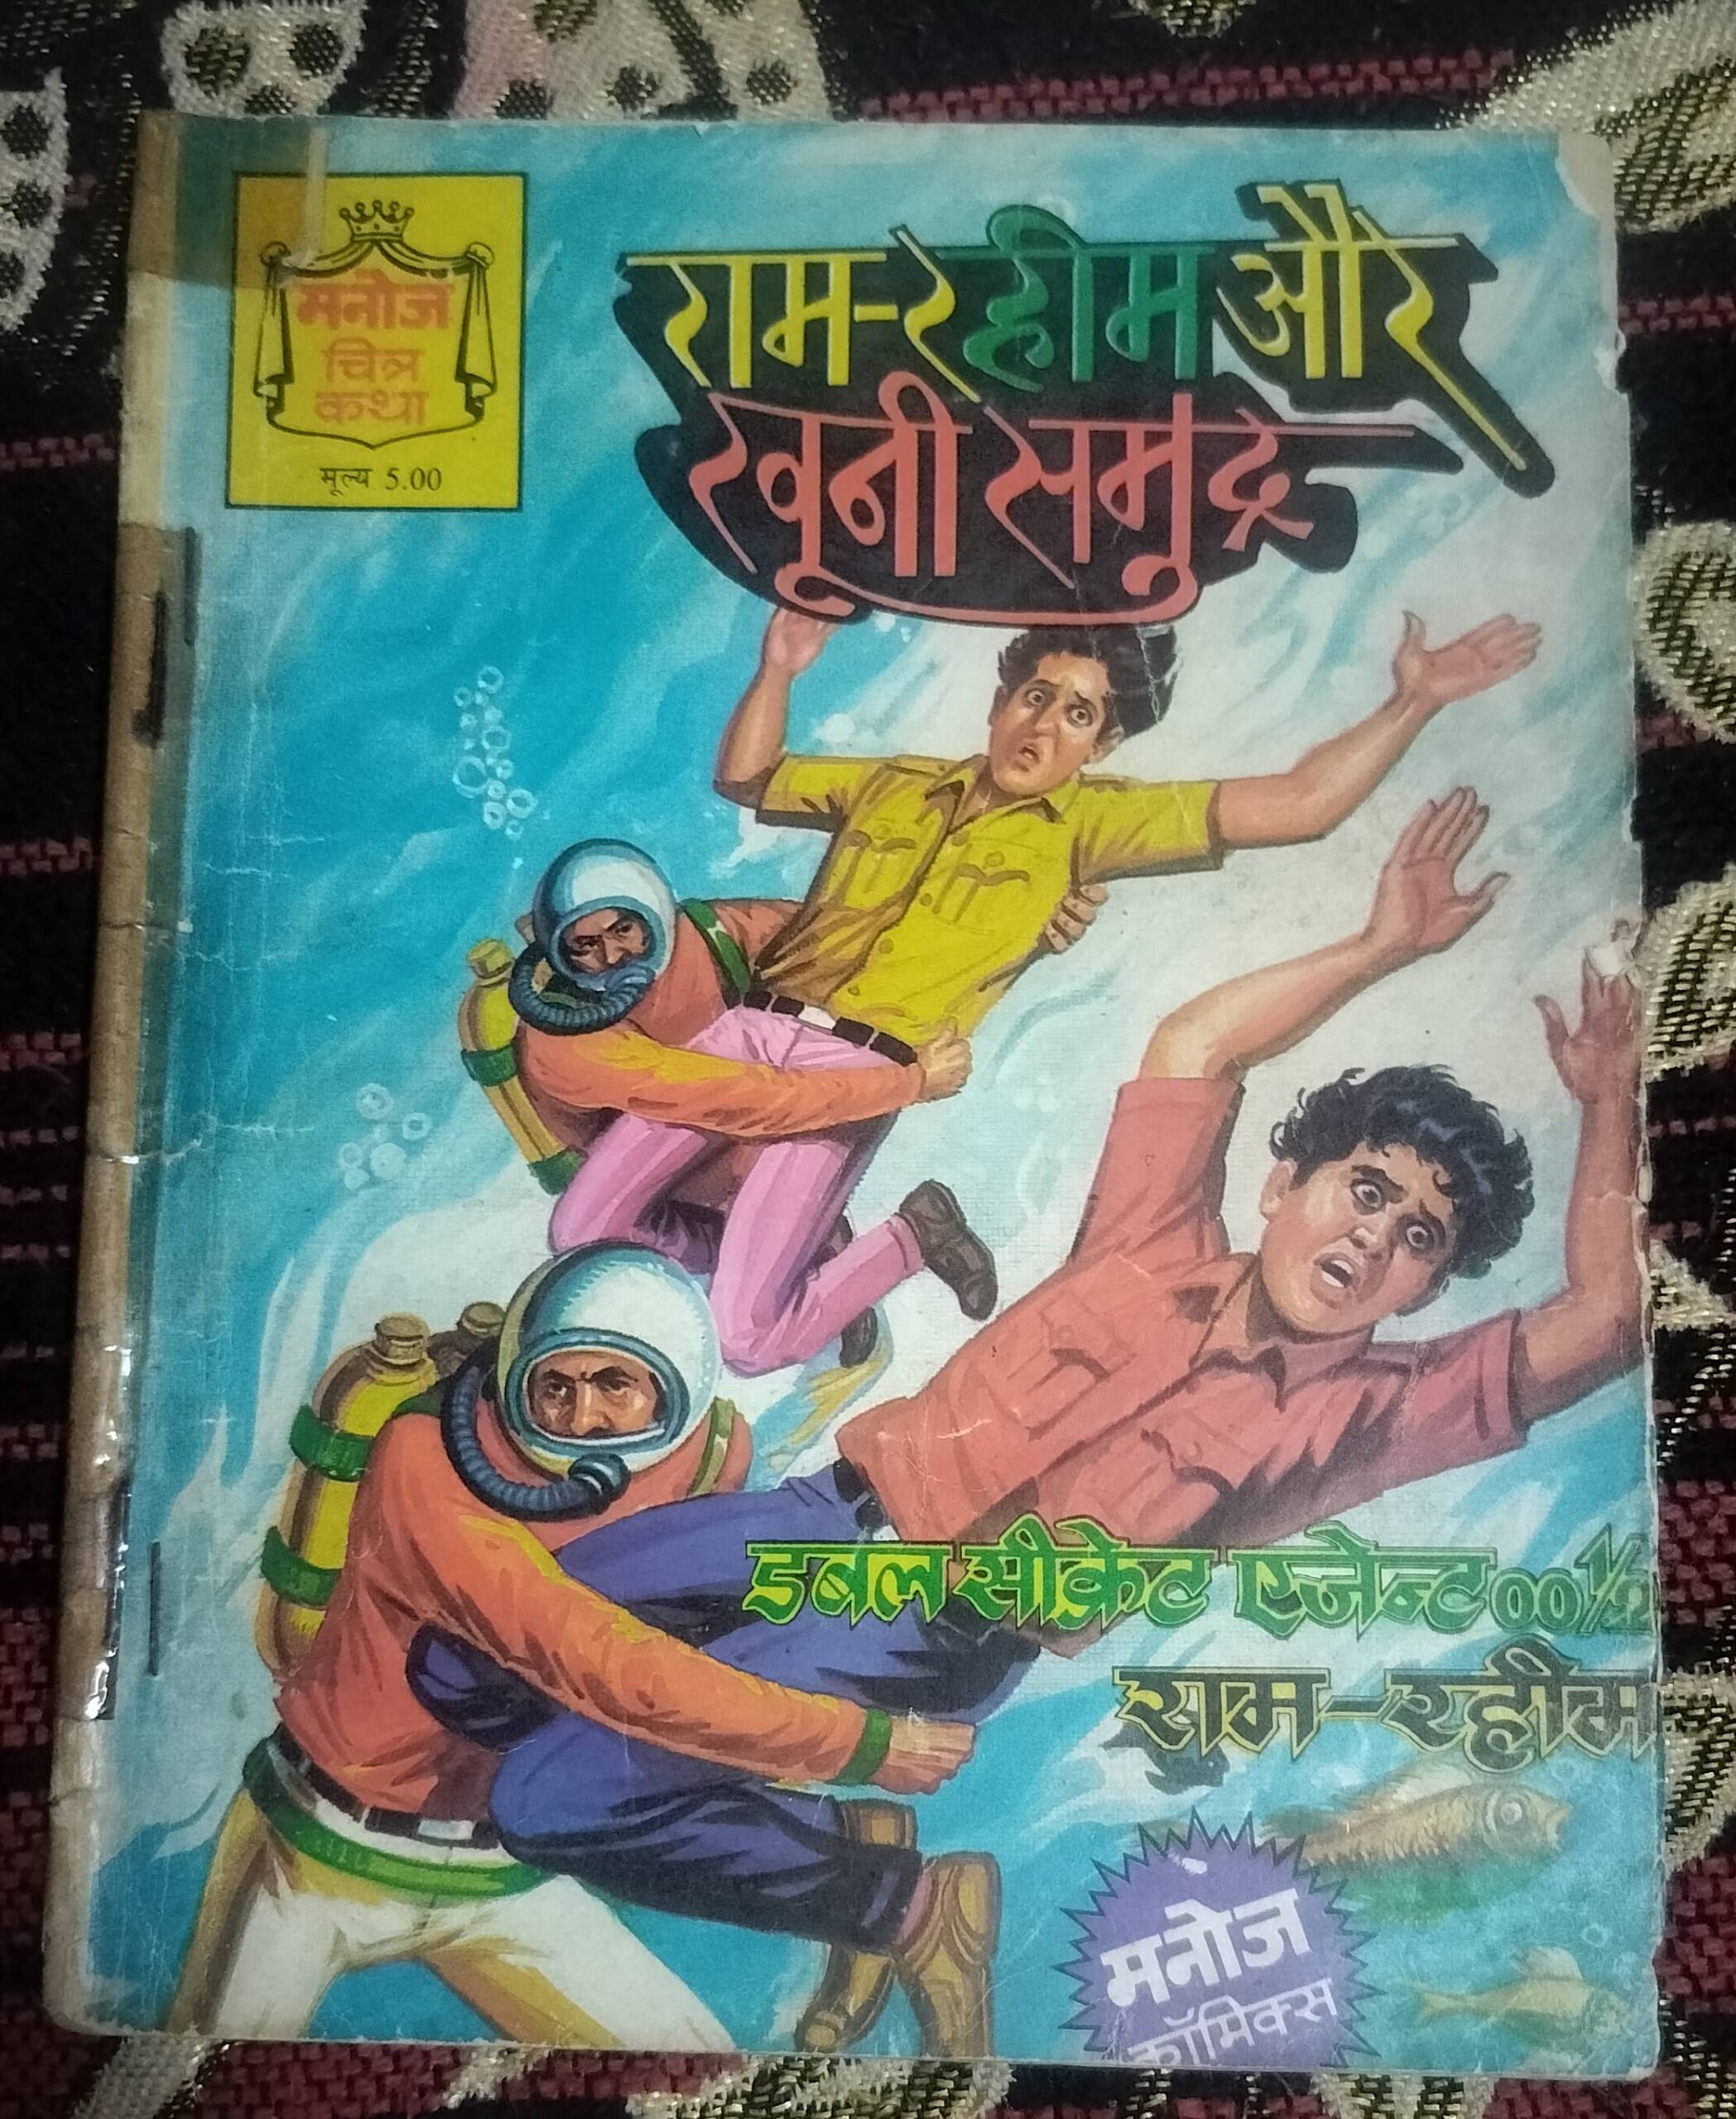 मनोज
चित्र
कथा
मूल्य 5.00
राम-रहीम और
खूनी समुद्र
डबल सीक्रेट एजेन्ट 00½
राम-रहीम
मनोज
कॉमिक्स